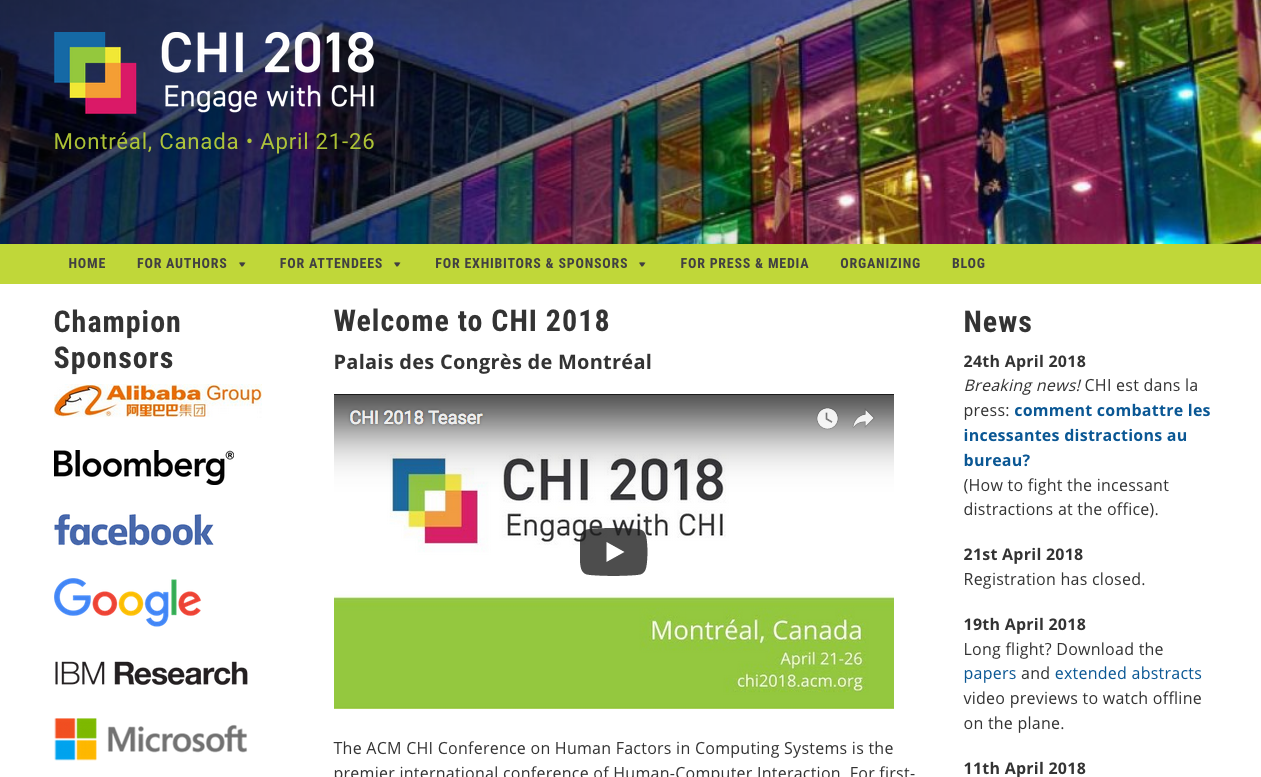 CHI 2018
Engage with CHI
Montréal, Canada • April 21-26
HOME FOR AUTHORS FOR ATTENDEES FOR EXHIBITORS & SPONSORS FOR PRESS & MEDIA ORGANIZING BLOG
Champion
Sponsors
Alibaba Group
阿里巴巴集团
Bloomberg®
facebook
Google
IBM Research
Microsoft
Welcome to CHI 2018
Palais des Congrès de Montréal
CHI 2018 Teaser
CHI 2018
Engage with CHI
Montréal, Canada
April 21-26
chi2018.acm.org
The ACM CHI Conference on Human Factors in Computing Systems is the
premier international conference of Human-Computer Interaction. For first-
News
24th April 2018
Breaking news! CHI est dans la
press: comment combattre les
incessantes distractions au
bureau?
(How to fight the incessant
distractions at the office).
21st April 2018
Registration has closed.
19th April 2018
Long flight? Download the
papers and extended abstracts
video previews to watch offline
on the plane.
11th April 2018